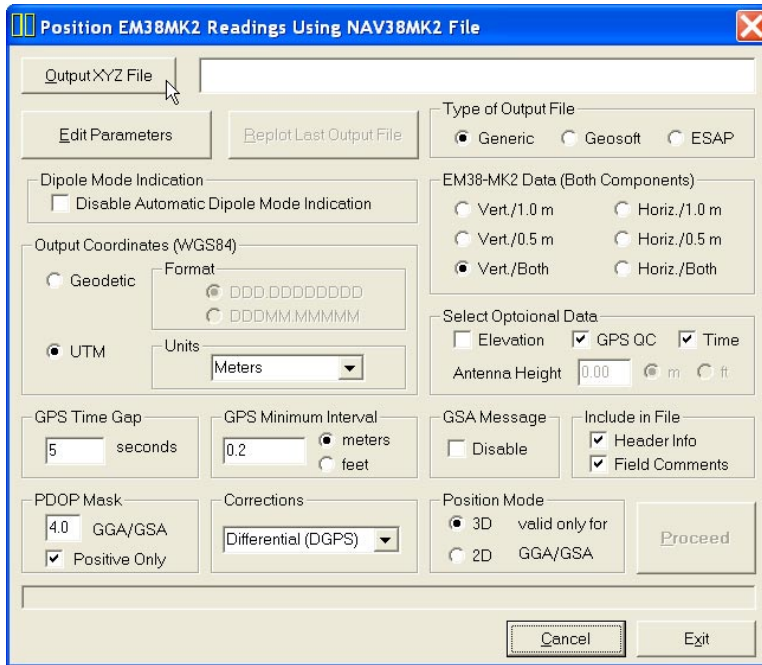 Position EM38MK2 Readings Using NAV38MK2 File
Output XYZ File
Edit Parameters
Replot Last Output File
Type of Output File
Generic
Geosoft
ESAP
Dipole Mode Indication
Disable Automatic Dipole Mode Indication
EM38-MK2 Data (Both Components)
Vert./1.0 m
Horiz./1.0 m
Vert./0.5 m
Horiz./0.5 m
Vert./Both
Horiz./Both
Output Coordinates (WGS84)
Geodetic
Format
DDD.DDDDDDDD
DDDMM.MMMMM
UTM
Units
Meters
Select Optoional Data
Elevation
GPS QC
Time
Antenna Height
0.00
m
ft
GPS Time Gap
5
seconds
GPS Minimum Interval
0.2
meters
feet
GSA Message
Disable
Include in File
Header Info
Field Comments
PDOP Mask
4.0
GGA/GSA
Positive Only
Corrections
Differential (DGPS)
Position Mode
3D
valid only for
2D
GGA/GSA
Proceed
Cancel
Exit